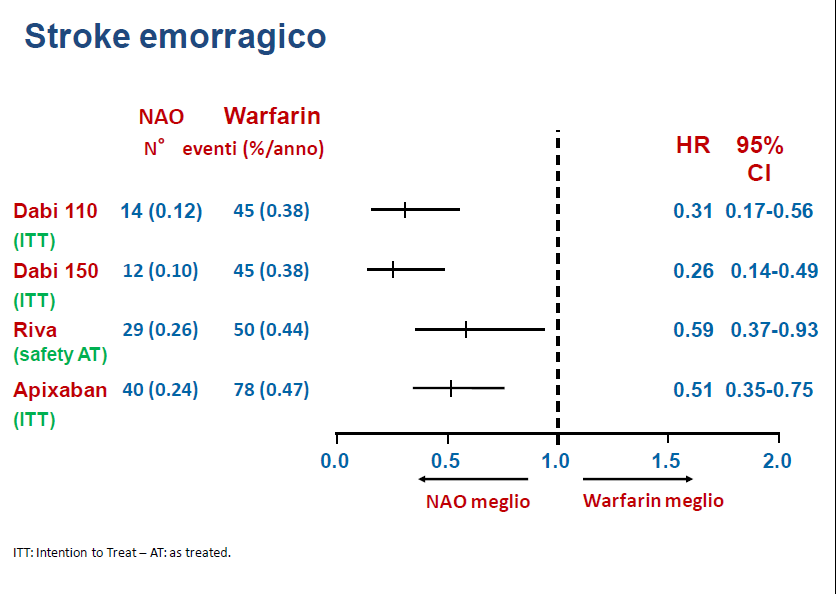 Stroke emorragico
NAO Warfarin
N° eventi (%/anno)
HR 95%
CI
Dabi 110 14 (0.12) 45 (0.38) 0.31 0.17-0.56
(ITT)
Dabi 150 12 (0.10) 45 (0.38) 0.26 0.14-0.49
(ITT)
Riva 29 (0.26) 50 (0.44) 0.59 0.37-0.93
(safety AT)
Apixaban 40 (0.24) 78 (0.47) 0.51 0.35-0.75
(ITT)
0.0 0.5 1.0 1.5 2.0
NAO meglio Warfarin meglio
ITT: Intention to Treat – AT: as treated.